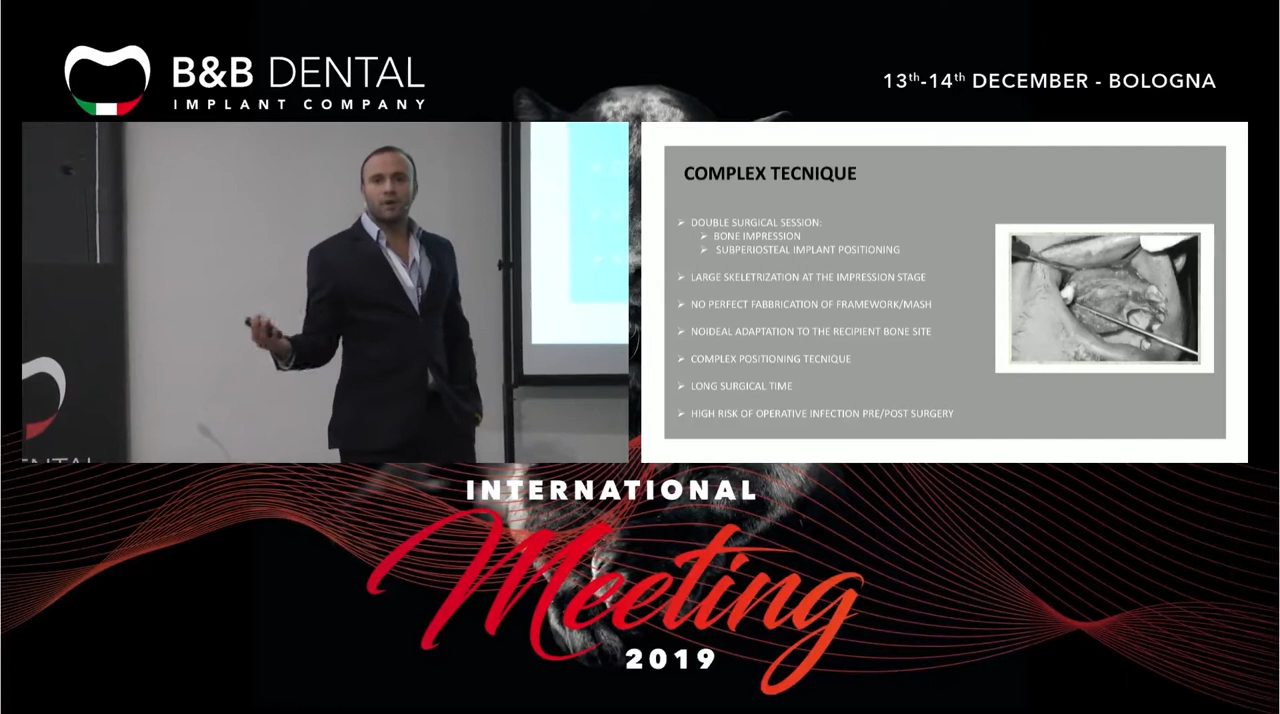 B&B DENTAL
IMPLANT COMPANY
13th-14th DECEMBER - BOLOGNA
COMPLEX TECNIQUE
➢ DOUBLE SURGICAL SESSION:
➢ BONE IMPRESSION
➢ SUBPERIOSTEAL IMPLANT POSITIONING
➢ LARGE SKELETRIZATION AT THE IMPRESSION STAGE
➢ NO PERFECT FABBRICATION OF FRAMEWORK/MASH
➢ NOIDEAL ADAPTATION TO THE RECIPIENT BONE SITE
➢ COMPLEX POSITIONING TECNIQUE
➢ LONG SURGICAL TIME
➢ HIGH RISK OF OPERATIVE INFECTION PRE/POST SURGERY
INTERNATIONAL
Meeting
2019